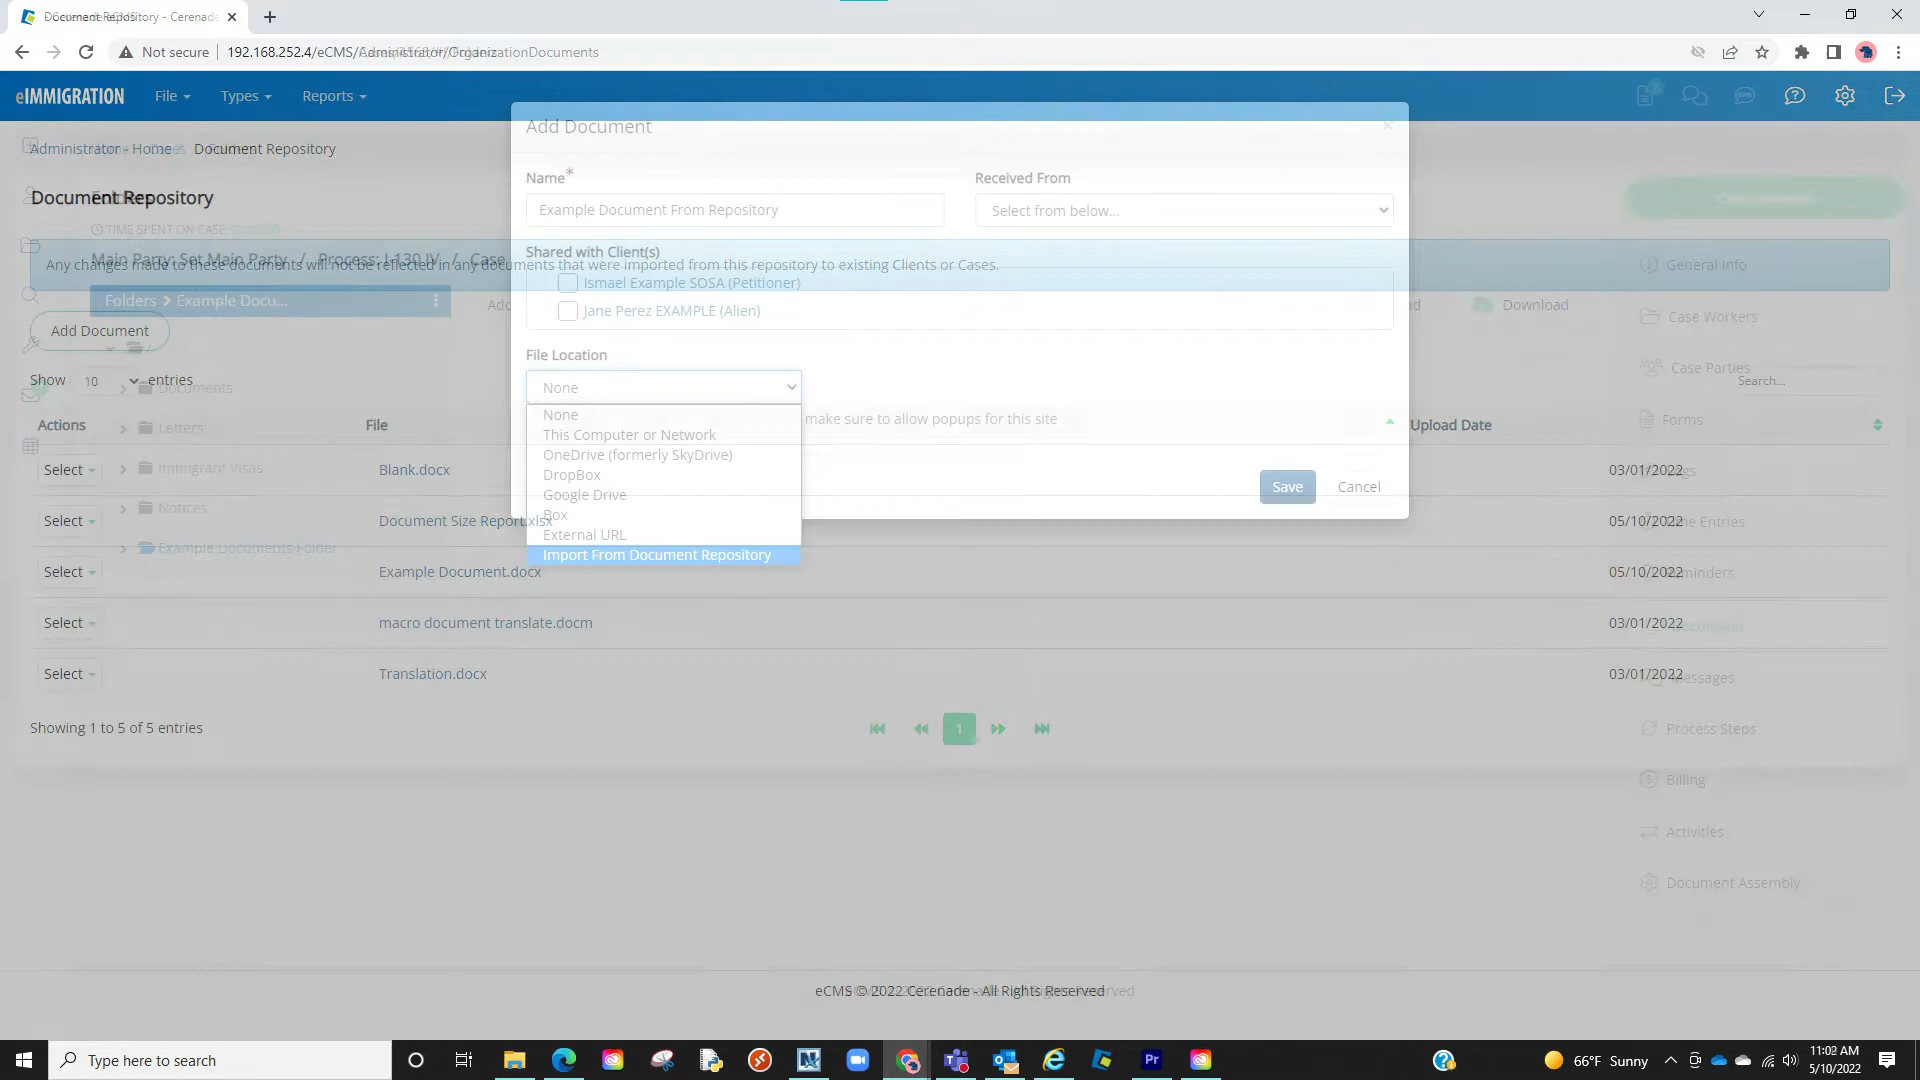 Document Repository - Cerenade
Not secure
192.168.252.4/eCMS/
OrganizationDocuments
eIMMIGRATION
File
Types
Reports
Administrator - Home
Document Repository
Document Repository
TIME SPENT ON CASE:
Main Party: Set Main Party / Process: I-130 IV / Case
Any changes made to these documents will not be reflected in any documents that were imported from this repository to existing Clients or Cases.
Folders > Example Docu...
Add Document
Show 10 entries
Search...
Documents
Letters
Immigrant Visas
Notices
Example Documents Folder
Actions
File
Upload Date
Select
Blank.docx
03/01/2022
Select
Document Size Report.xlsx
05/10/2022
Select
Example Document.docx
05/10/2022
Select
macro document translate.docm
03/01/2022
Select
Translation.docx
03/01/2022
Showing 1 to 5 of 5 entries
1
Add Document
Name*
Received From
Example Document From Repository
Select from below...
Shared with Client(s)
Ismael Example SOSA (Petitioner)
Jane Perez EXAMPLE (Alien)
File Location
None
None
This Computer or Network
OneDrive (formerly SkyDrive)
DropBox
Google Drive
Box
External URL
Import From Document Repository
make sure to allow popups for this site
Save
Cancel
Download
General Info
Case Workers
Case Parties
Forms
Reminders
Messages
Process Steps
Billing
Activities
Document Assembly
eCMS © 2022 Cerenade - All Rights Reserved
Type here to search
66°F Sunny
11:02 AM
5/10/2022